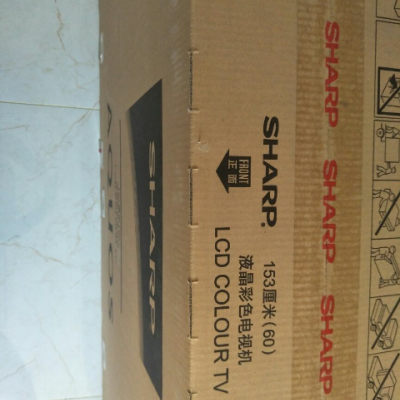 SHARP
SHARP
SHARP
SHARP
FRONT
正面
153厘米(60)
液晶彩色电视机
LCD COLOUR TV
SHARP
AQUOS